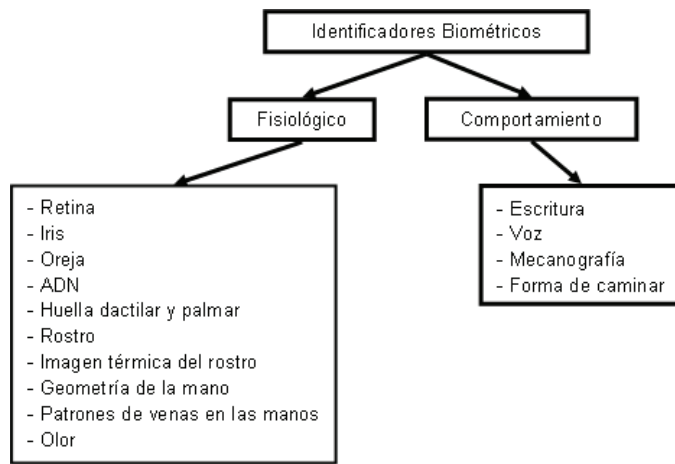 Identificadores Biométricos
Fisiológico
Comportamiento
- Retina
- Iris
- Oreja
- ADN
- Huella dactilar y palmar
- Rostro
- Imagen térmica del rostro
- Geometría de la mano
- Patrones de venas en las manos
- Olor
- Escritura
- Voz
- Mecanografía
- Forma de caminar